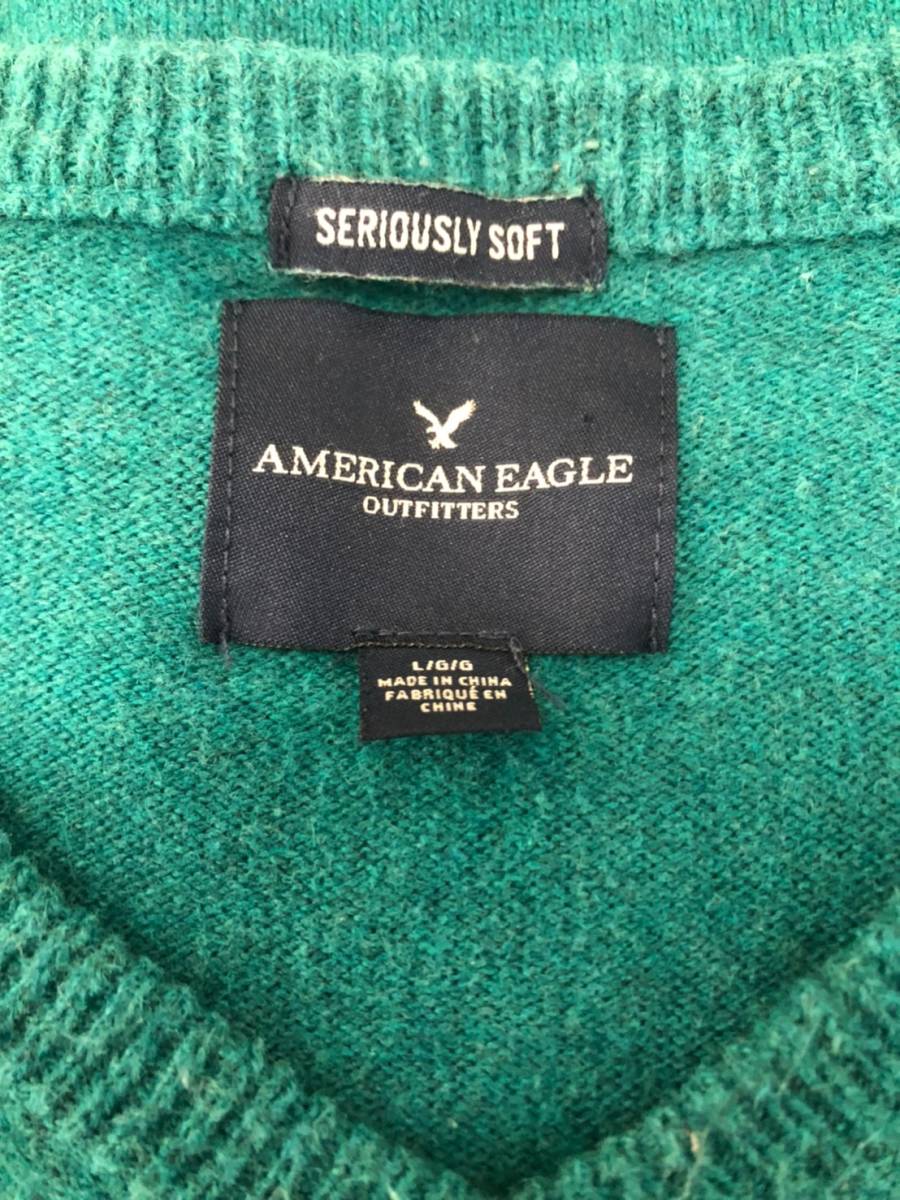 SERIOUSLY SOFT
AMERICAN EAGLE
OUTFITTERS
L/G/G
MADE IN CHINA
FABRIQUÉ EN
CHINE